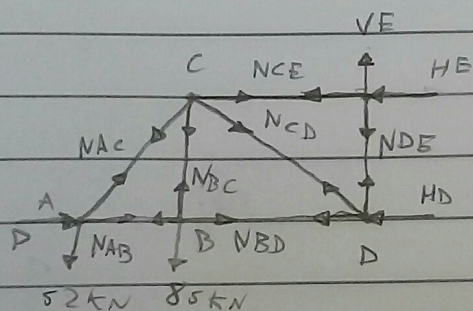 VE
C NCE HE
NCD
NAC NDE
NBC
A HD
P NAB B NBD
D
52KN 85KN